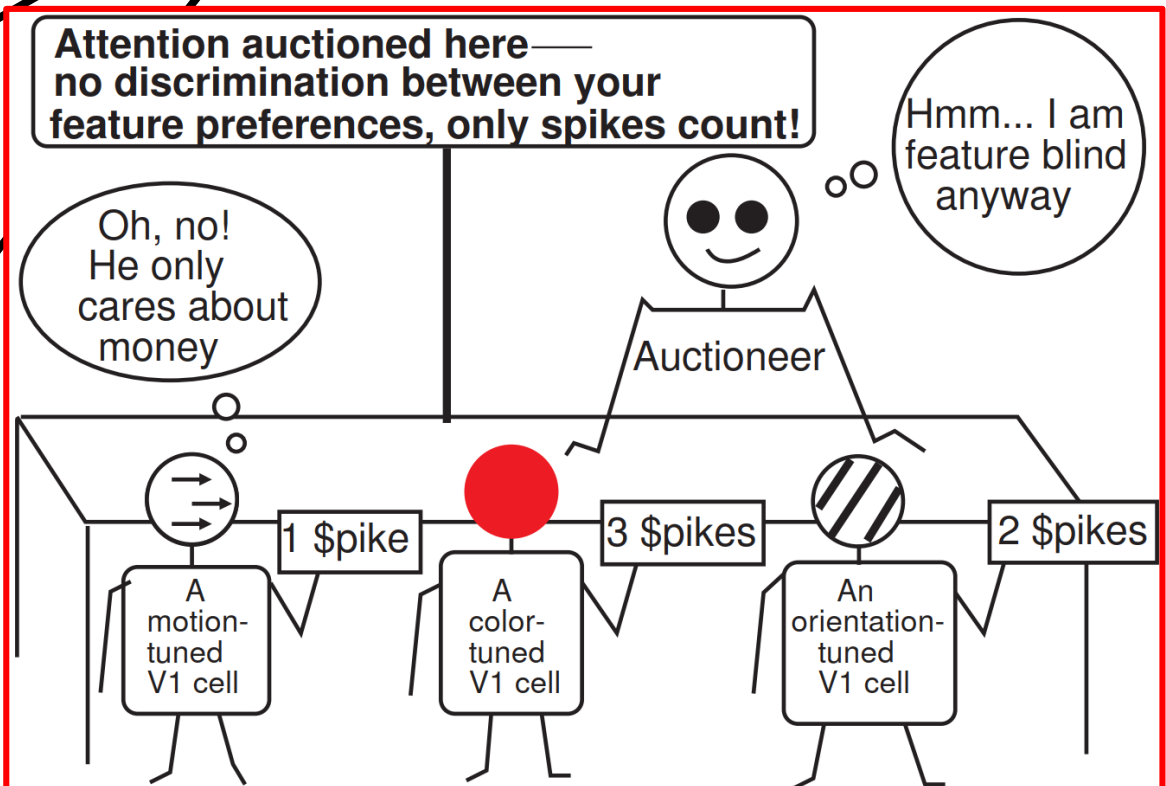 Attention auctioned here——
no discrimination between your
feature preferences, only spikes count!
Hmm... I am
feature blind
anyway
Oh, no!
He only
cares about
money
Auctioneer
1 $pike
3 $pikes
2 $pikes
A
motion-
tuned
V1 cell
A
color-
tuned
V1 cell
An
orientation-
tuned
V1 cell